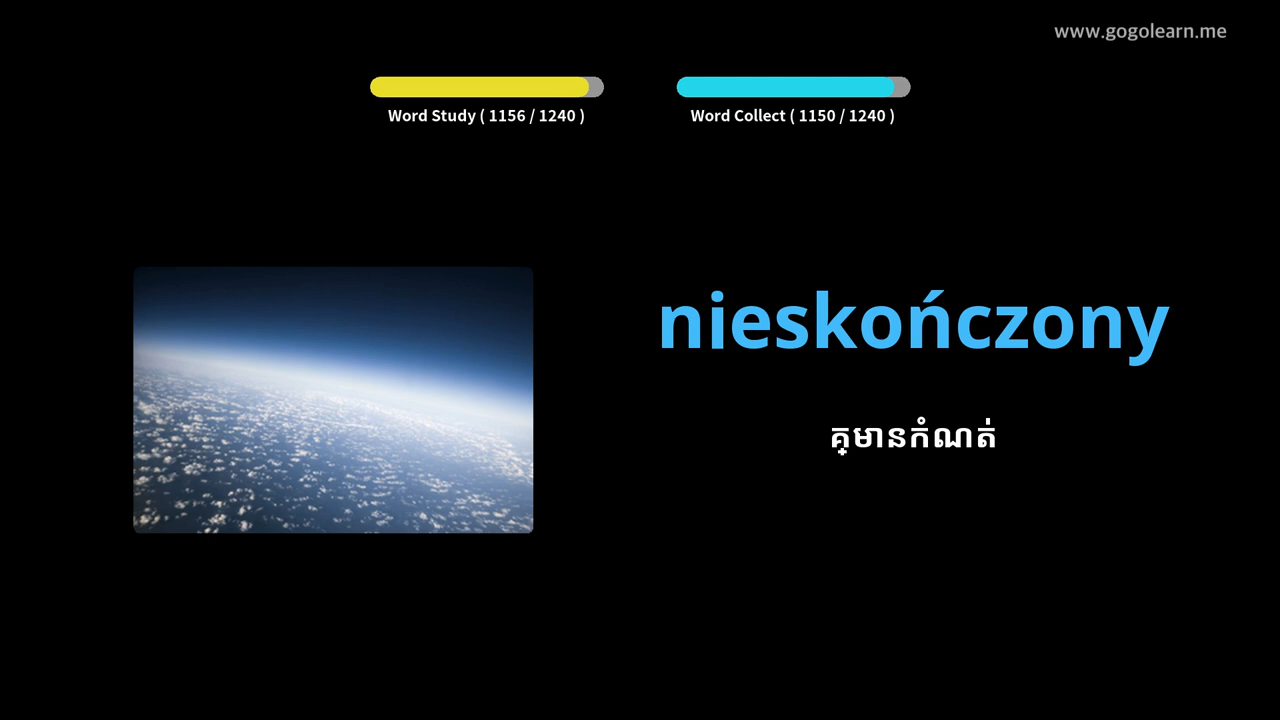 www.gogolearn.me
Word Study ( 1156 / 1240 )
Word Collect ( 1150 / 1240 )
nieskończony
គ្មានកំណត់